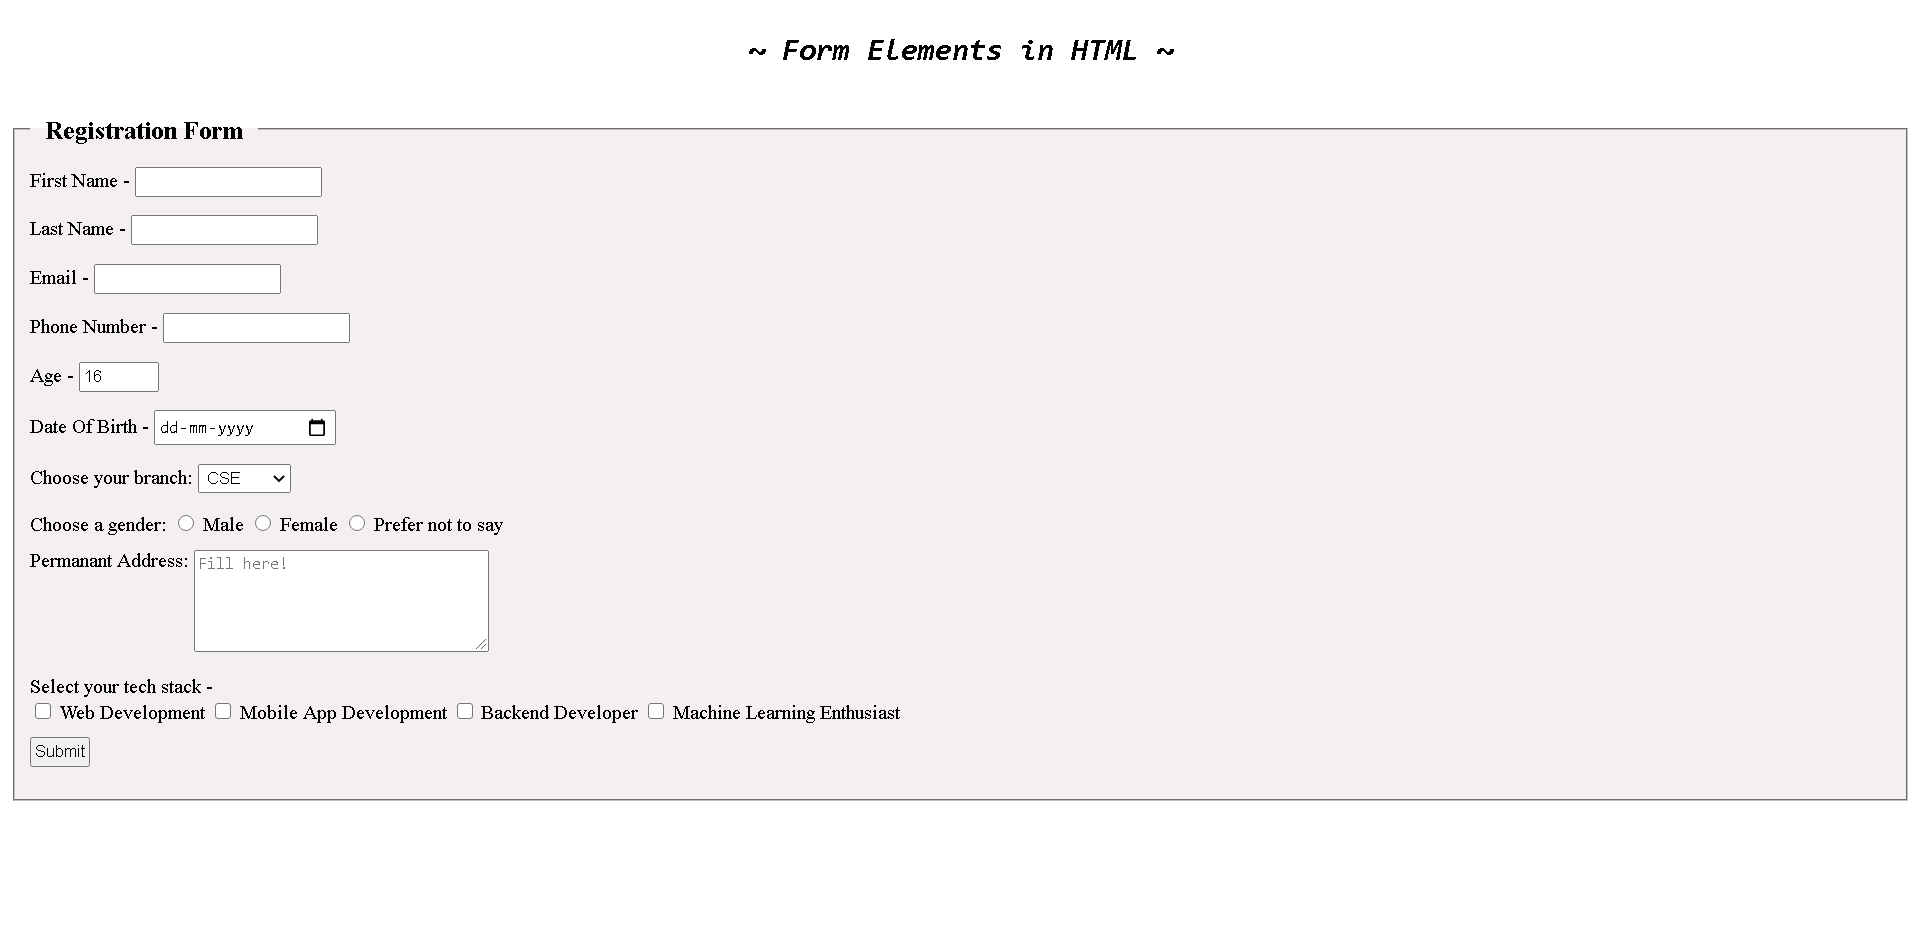 ~ Form Elements in HTML ~
Registration Form
First Name -
Last Name -
Email -
Phone Number -
Age - 16
Date Of Birth - dd-mm-yyyy
Choose your branch: CSE
Choose a gender: Male Female Prefer not to say
Permanant Address: Fill here!
Select your tech stack -
Web Development Mobile App Development Backend Developer Machine Learning Enthusiast
Submit